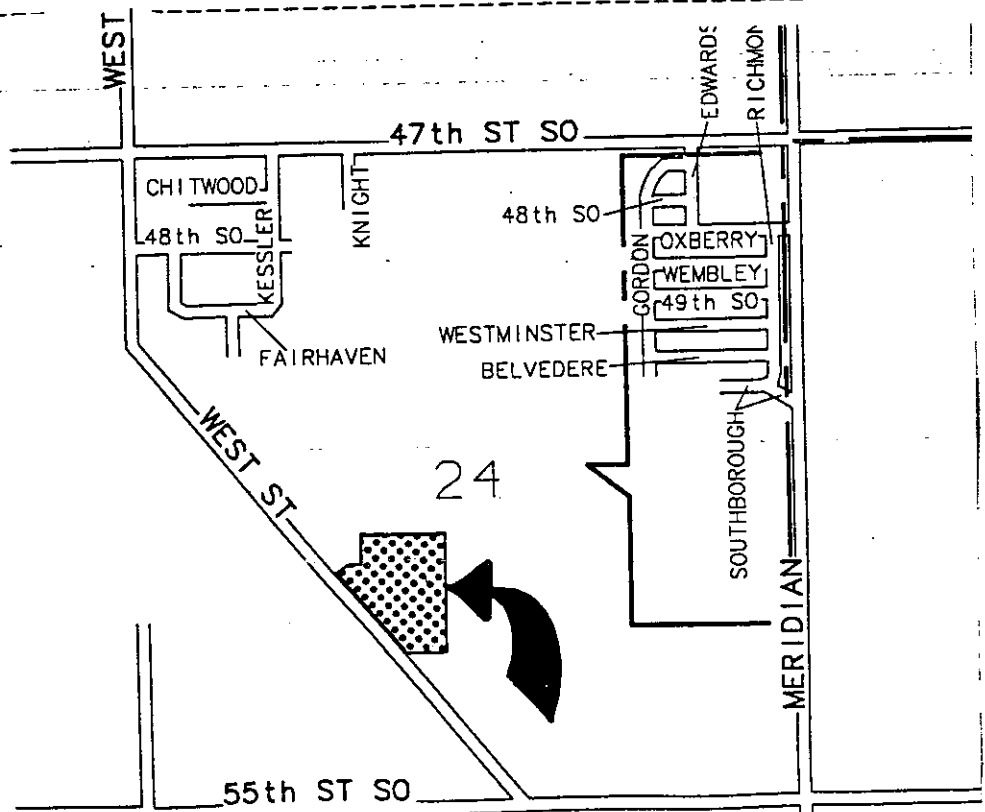 WEST
EDWARDS
RICHMON
47th ST SO
CHITWOOD
KNIGHT
48th SO
48th SO
KESSLER
GORDON
OXBERRY
WEMBLEY
49th SO
WESTMINSTER
FAIRHAVEN
BELVEDERE
WEST ST
SOUTHBOROUGH
24
MERIDIAN
55th ST SO